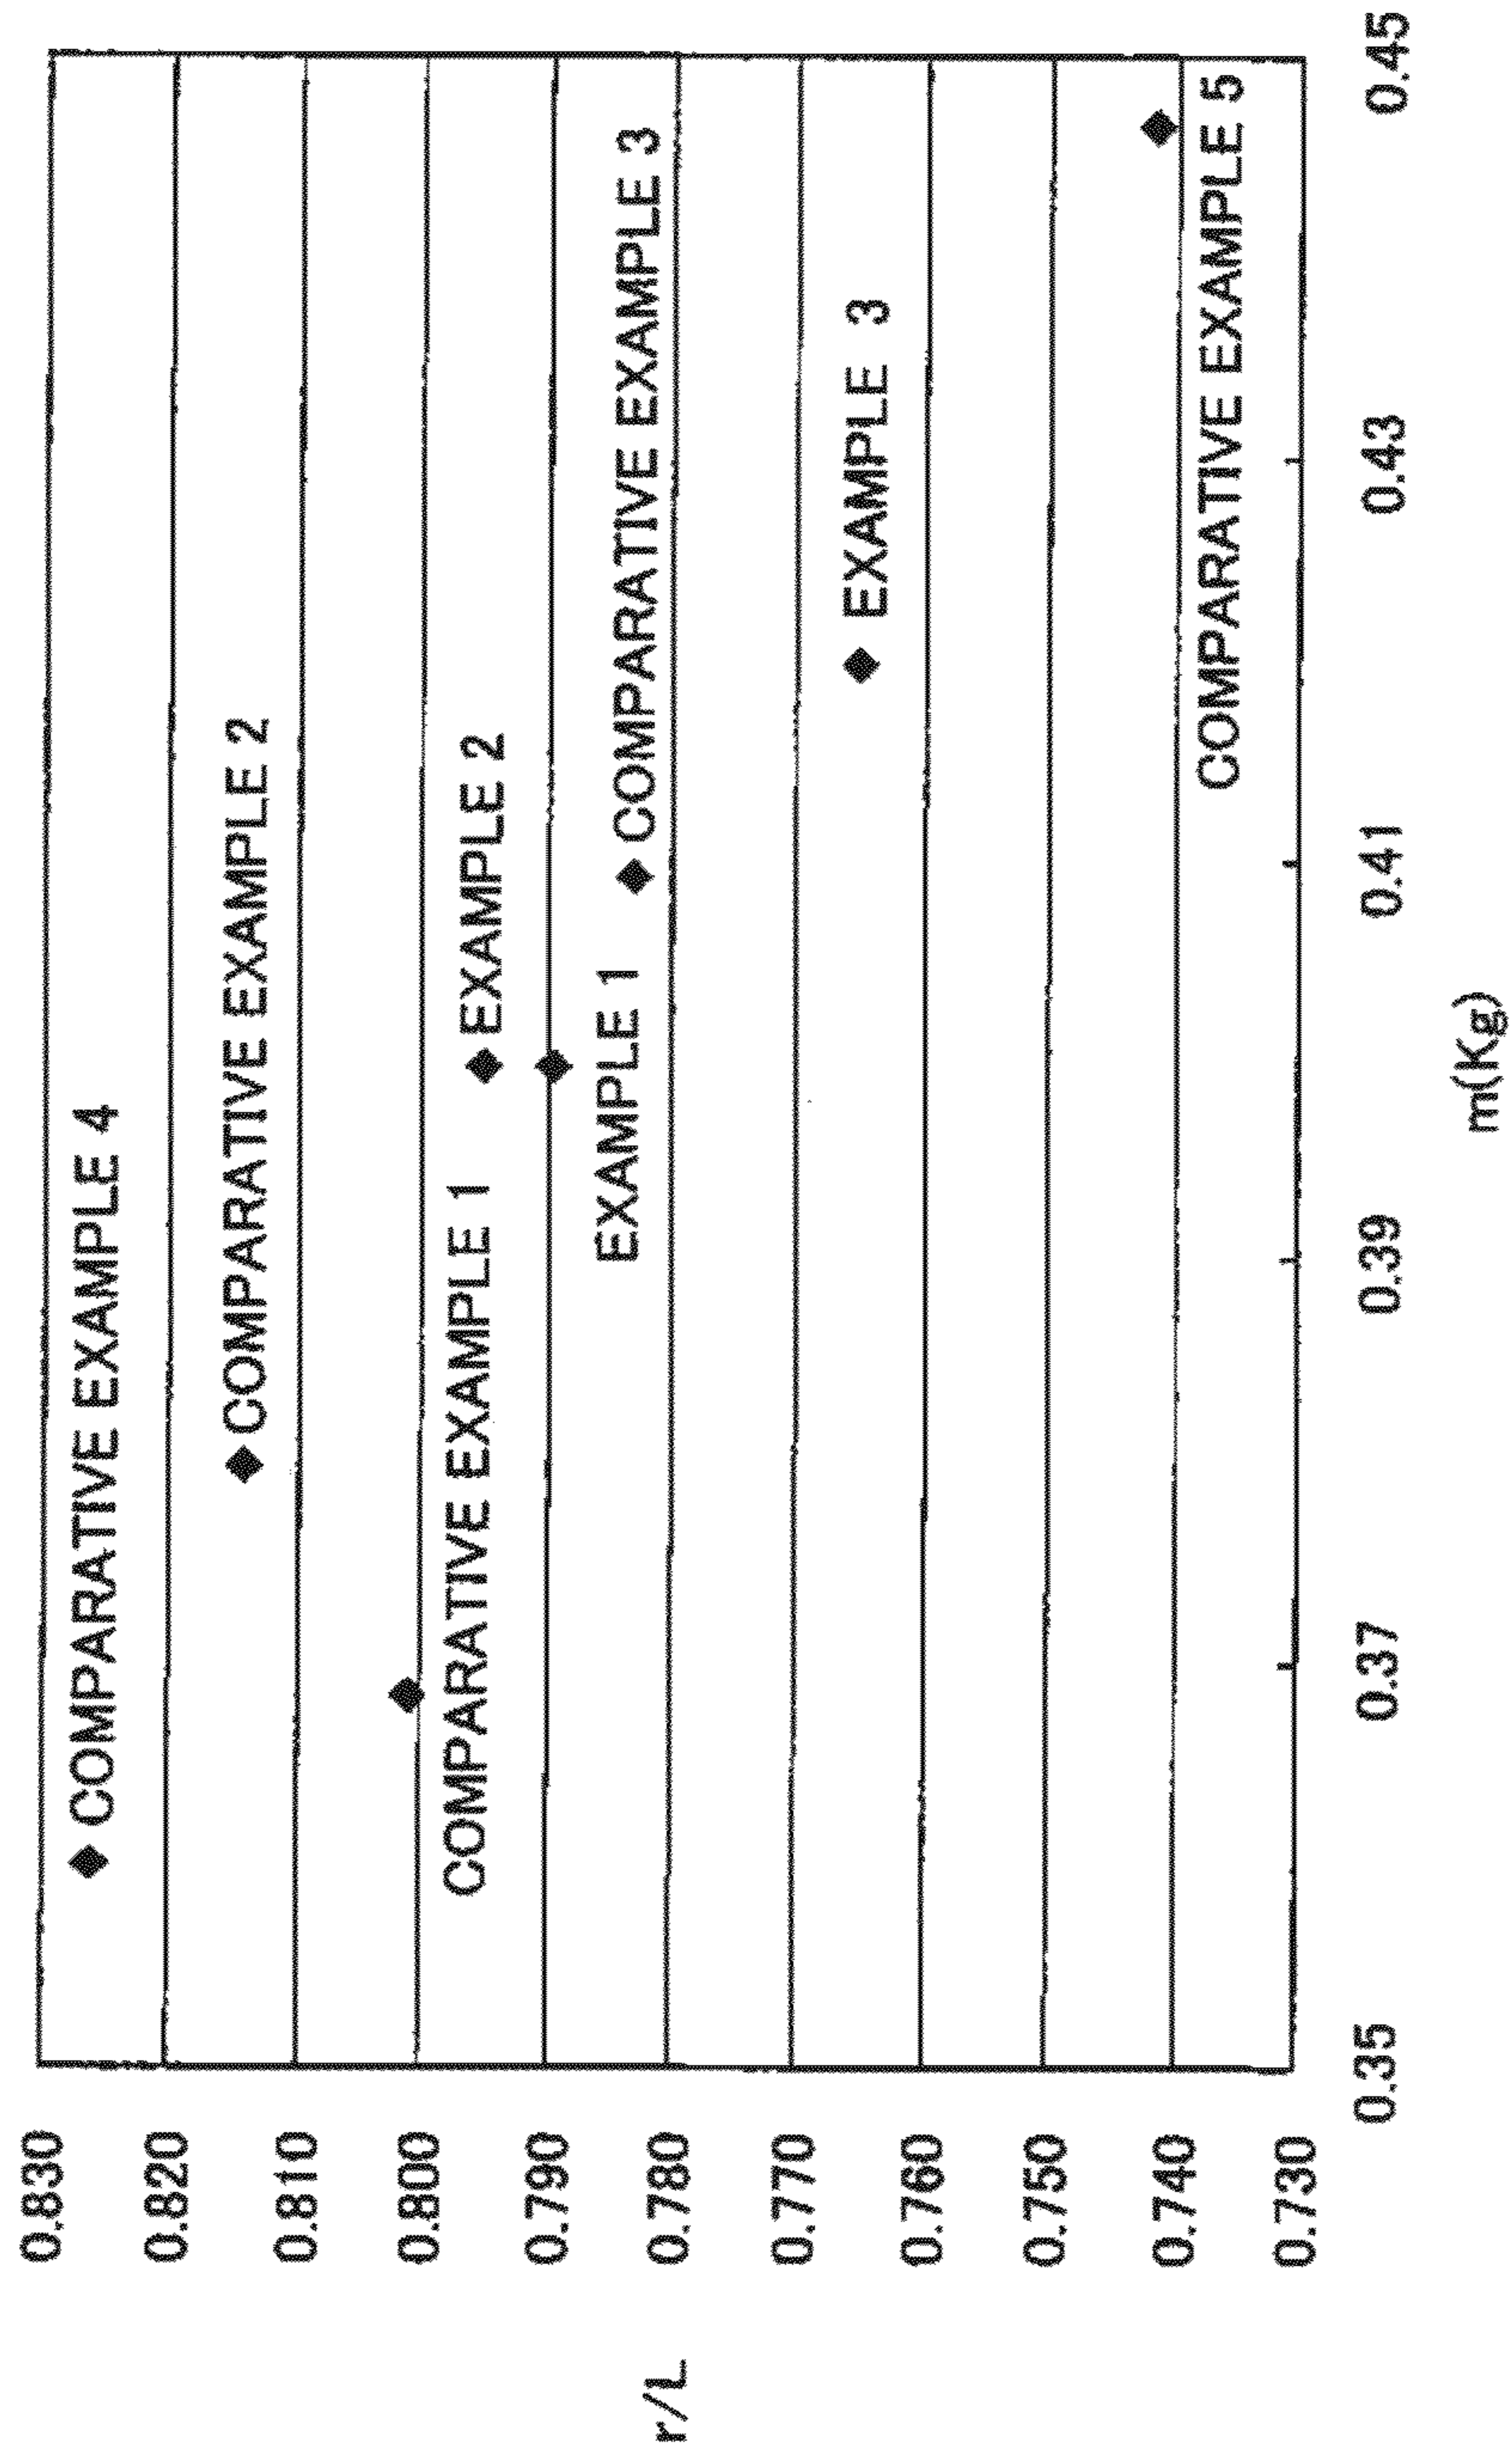 0.830
◆ COMPARATIVE EXAMPLE 4
0.820
◆ COMPARATIVE EXAMPLE 2
0.810
0.800
COMPARATIVE EXAMPLE 1
◆ EXAMPLE 2
0.790
EXAMPLE 1
◆ COMPARATIVE EXAMPLE 3
r/L
0.780
0.770
◆ EXAMPLE 3
0.760
0.750
0.740
COMPARATIVE EXAMPLE 5
0.730
0.35 0.37 0.39 0.41 0.43 0.45
m(Kg)